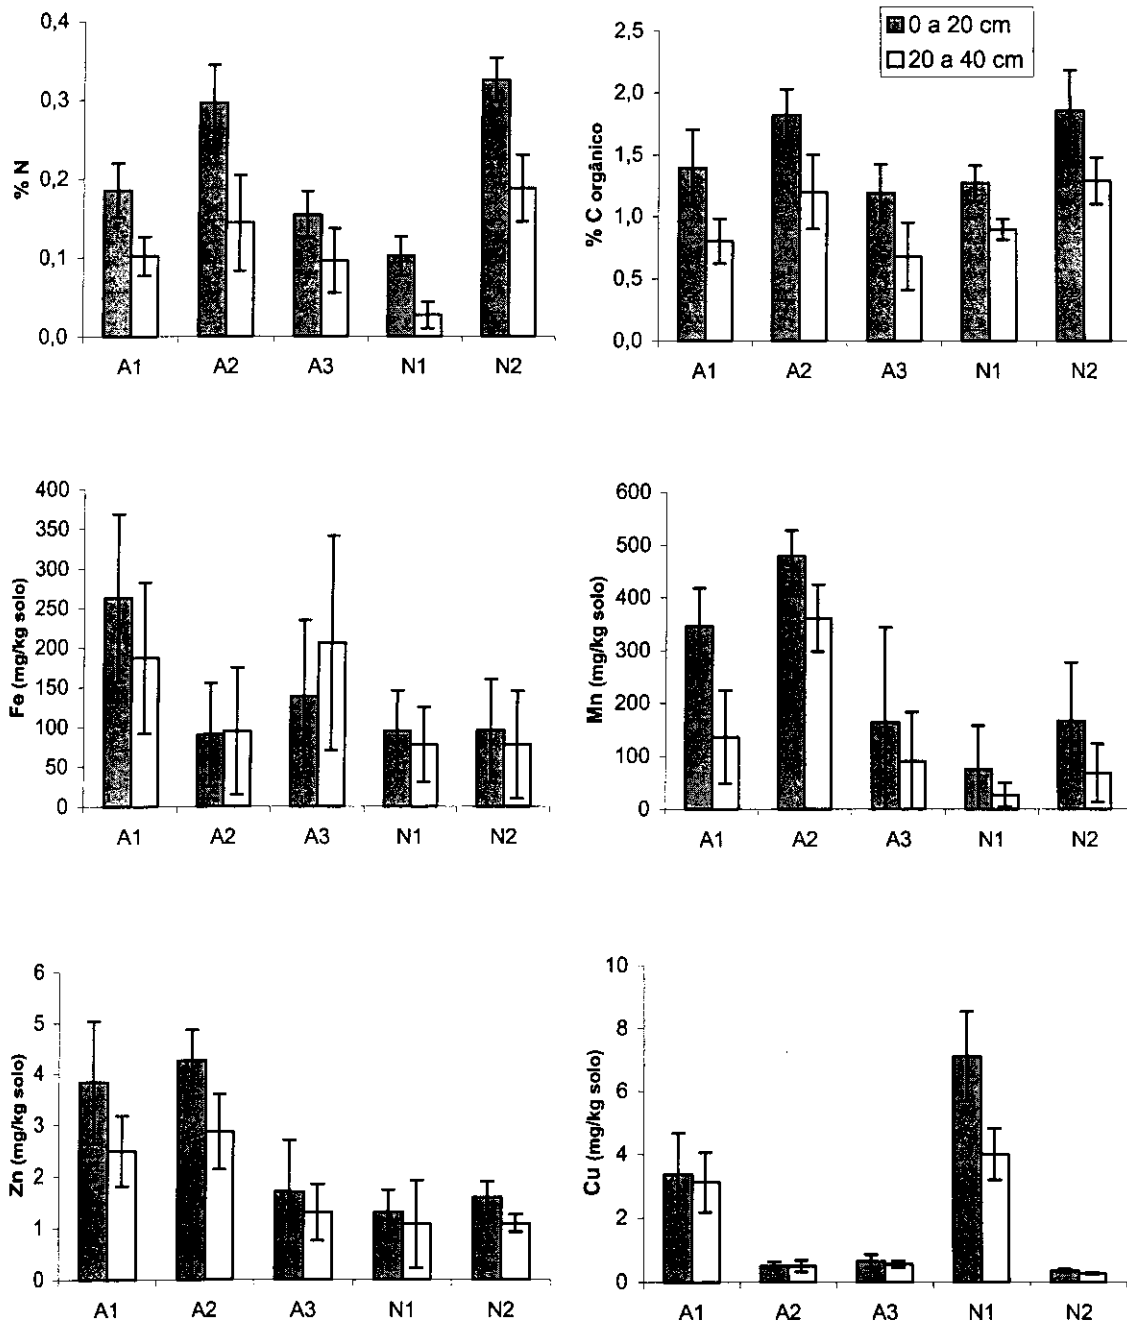 % N
0,4
0,3
0,2
0,1
0,0
A1 A2 A3 N1 N2
% C orgânico
2,5
2,0
1,5
1,0
0,5
0,0
0 a 20 cm
20 a 40 cm
A1 A2 A3 N1 N2
Fe (mg/kg solo)
400
350
300
250
200
150
100
50
0
A1 A2 A3 N1 N2
Mn (mg/kg solo)
600
500
400
300
200
100
0
A1 A2 A3 N1 N2
Zn (mg/kg solo)
6
5
4
3
2
1
0
A1 A2 A3 N1 N2
Cu (mg/kg solo)
10
8
6
4
2
0
A1 A2 A3 N1 N2